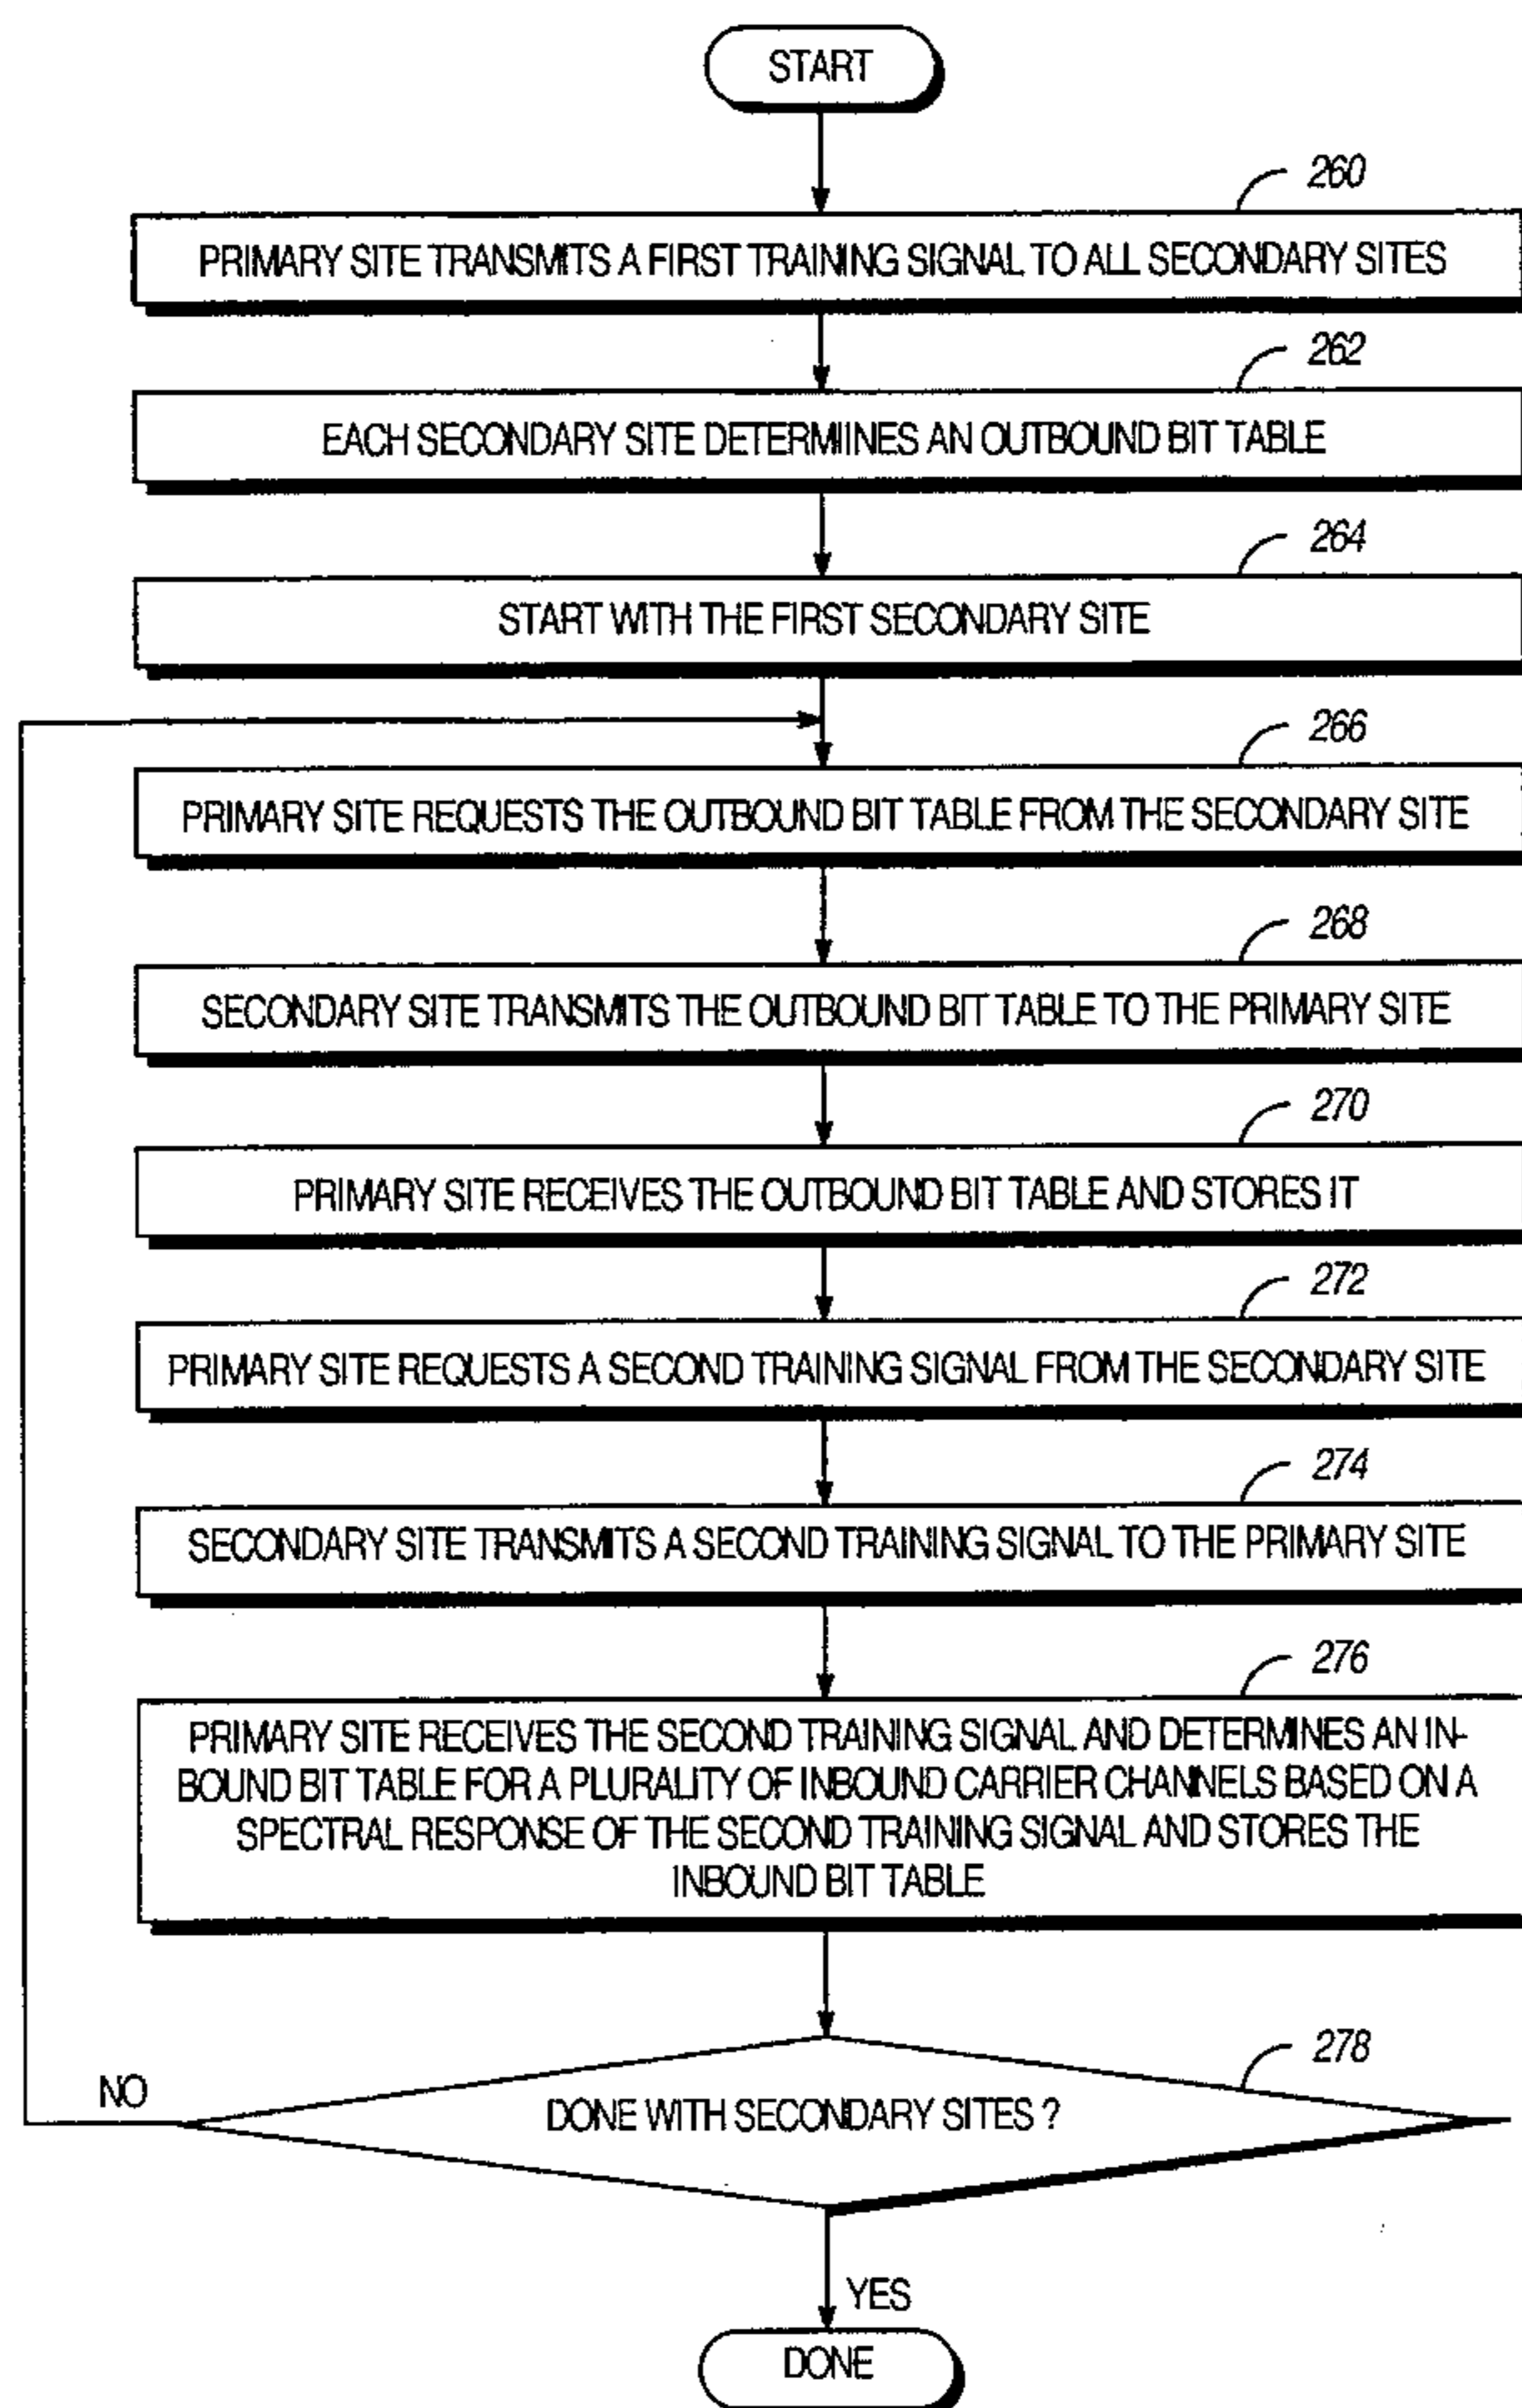 START
260
PRIMARY SITE TRANSMITS A FIRST TRAINING SIGNAL TO ALL SECONDARY SITES
262
EACH SECONDARY SITE DETERMIINES AN OUTBOUND BIT TABLE
264
START WITH THE FIRST SECONDARY SITE
266
PRIMARY SITE REQUESTS THE OUTBOUND BIT TABLE FROM THE SECONDARY SITE
268
SECONDARY SITE TRANSMITS THE OUTBOUND BIT TABLE TO THE PRIMARY SITE
270
PRIMARY SITE RECEIVES THE OUTBOUND BIT TABLE AND STORES IT
272
PRIMARY SITE REQUESTS A SECOND TRAINING SIGNAL FROM THE SECONDARY SITE
274
SECONDARY SITE TRANSMITS A SECOND TRAINING SIGNAL TO THE PRIMARY SITE
276
PRIMARY SITE RECEIVES THE SECOND TRAINING SIGNAL AND DETERMINES AN IN-
BOUND BIT TABLE FOR A PLURALITY OF INBOUND CARRIER CHANNELS BASED ON A
SPECTRAL RESPONSE OF THE SECOND TRAINING SIGNAL AND STORES THE
INBOUND BIT TABLE
278
NO
DONE WITH SECONDARY SITES ?
YES
DONE